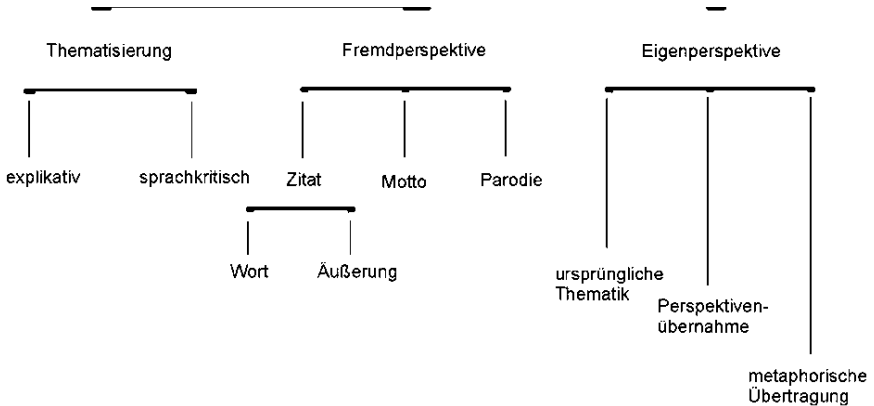 Thematisierung
Fremdperspektive
Eigenperspektive
explikativ
sprachkritisch
Zitat
Motto
Parodie
Wort
Äußerung
ursprüngliche
Thematik
Perspektiven-
übernahme
metaphorische
Übertragung